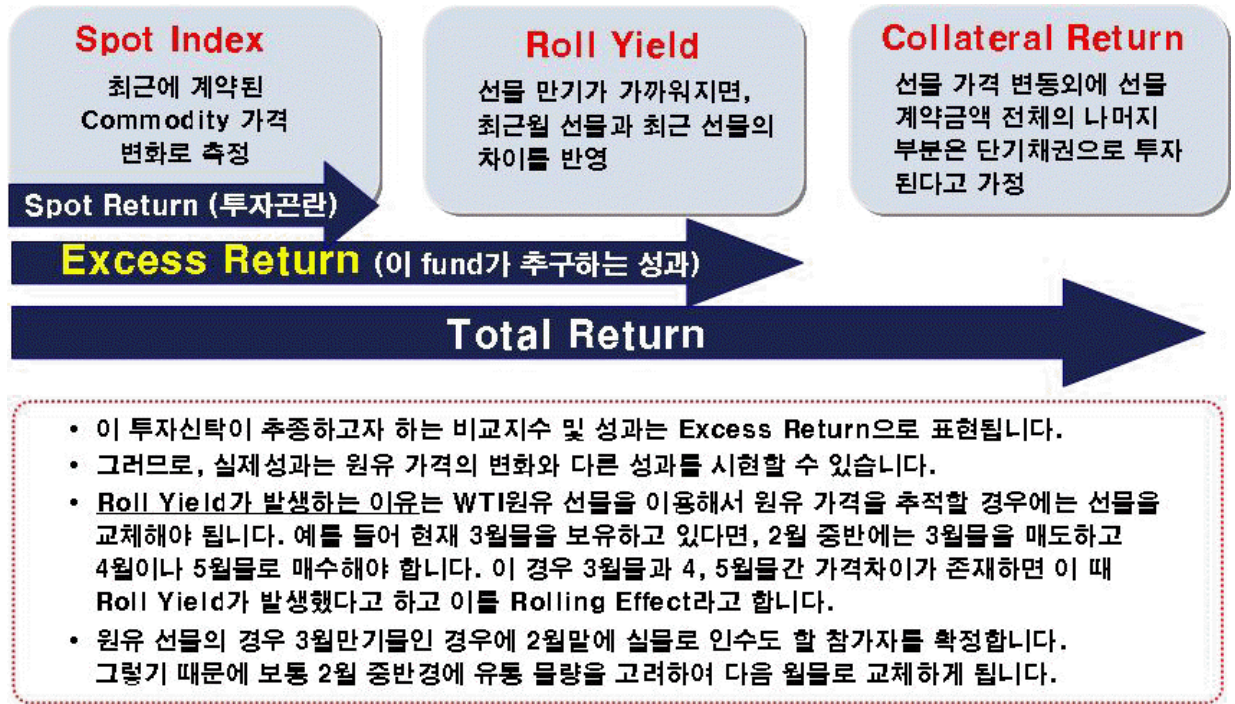 Spot Index
최근에 계약된
Commodity 가격
변화로 측정
Roll Yield
선물 만기가 가까워지면,
최근월 선물과 최근 선물의
차이를 반영
Collateral Return
선물 가격 변동외에 선물
계약금액 전체의 나머지
부분은 단기채권으로 투자
된다고 가정
Spot Return (투자곤란)
Excess Return (이 fund가 추구하는 성과)
Total Return
• 이 투자신탁이 추종하고자 하는 비교지수 및 성과는 Excess Return으로 표현됩니다.
• 그러므로, 실제성과는 원유 가격의 변화와 다른 성과를 시현할 수 있습니다.
• Roll Yield가 발생하는 이유는 WTI원유 선물을 이용해서 원유 가격을 추적할 경우에는 선물을
교체해야 됩니다. 예를 들어 현재 3월물을 보유하고 있다면, 2월 중반에는 3월물을 매도하고
4월이나 5월물로 매수해야 합니다. 이 경우 3월물과 4, 5월물간 가격차이가 존재하면 이 때
Roll Yield가 발생했다고 하고 이를 Rolling Effect라고 합니다.
• 원유 선물의 경우 3월만기물인 경우에 2월말에 실물로 인수도 할 참가자를 확정합니다.
그렇기 때문에 보통 2월 중반경에 유통 물량을 고려하여 다음 월물로 교체하게 됩니다.